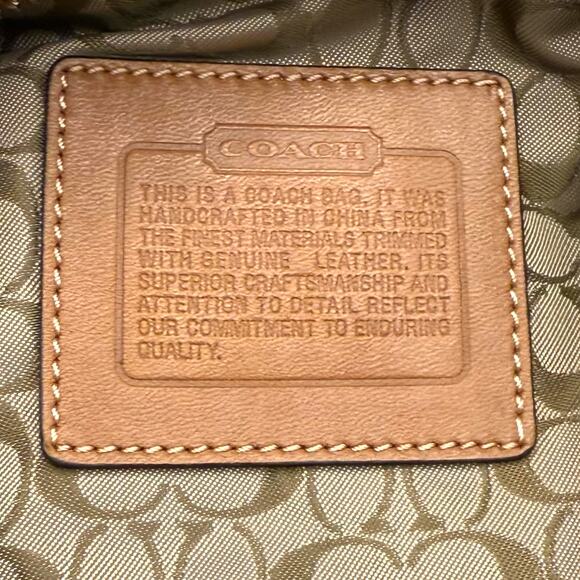 COACH
THIS IS A COACH BAG. IT WAS
HANDCRAFTED IN CHINA FROM
THE FINEST MATERIALS TRIMMED
WITH GENUINE LEATHER. ITS
SUPERIOR CRAFTSMANSHIP AND
ATTENTION TO DETAIL REFLECT
OUR COMMITMENT TO ENDURING
QUALITY.